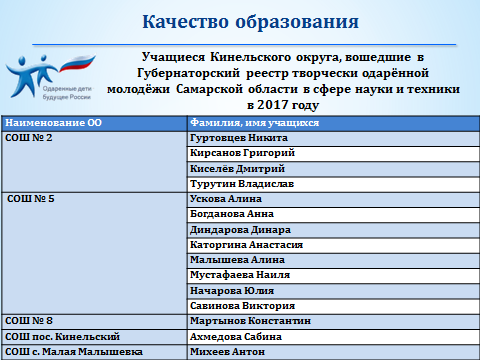 Качество образования
Одаренные дети
будущее России
Учащиеся Кинельского округа, вошедшие в
Губернаторский реестр творчески одарённой
молодёжи Самарской области в сфере науки и техники
в 2017 году
Наименование ОО Фамилия, имя учащихся
СОШ № 2 Гуртовцев Никита
Кирсанов Григорий
Киселёв Дмитрий
Турутин Владислав
СОШ № 5 Ускова Алина
Богданова Анна
Диндарова Динара
Каторгина Анастасия
Малышева Алина
Мустафаева Наиля
Начарова Юлия
Савинова Виктория
СОШ № 8 Мартынов Константин
СОШ пос. Кинельский Ахмедова Сабина
СОШ с. Малая Малышевка Михеев Антон